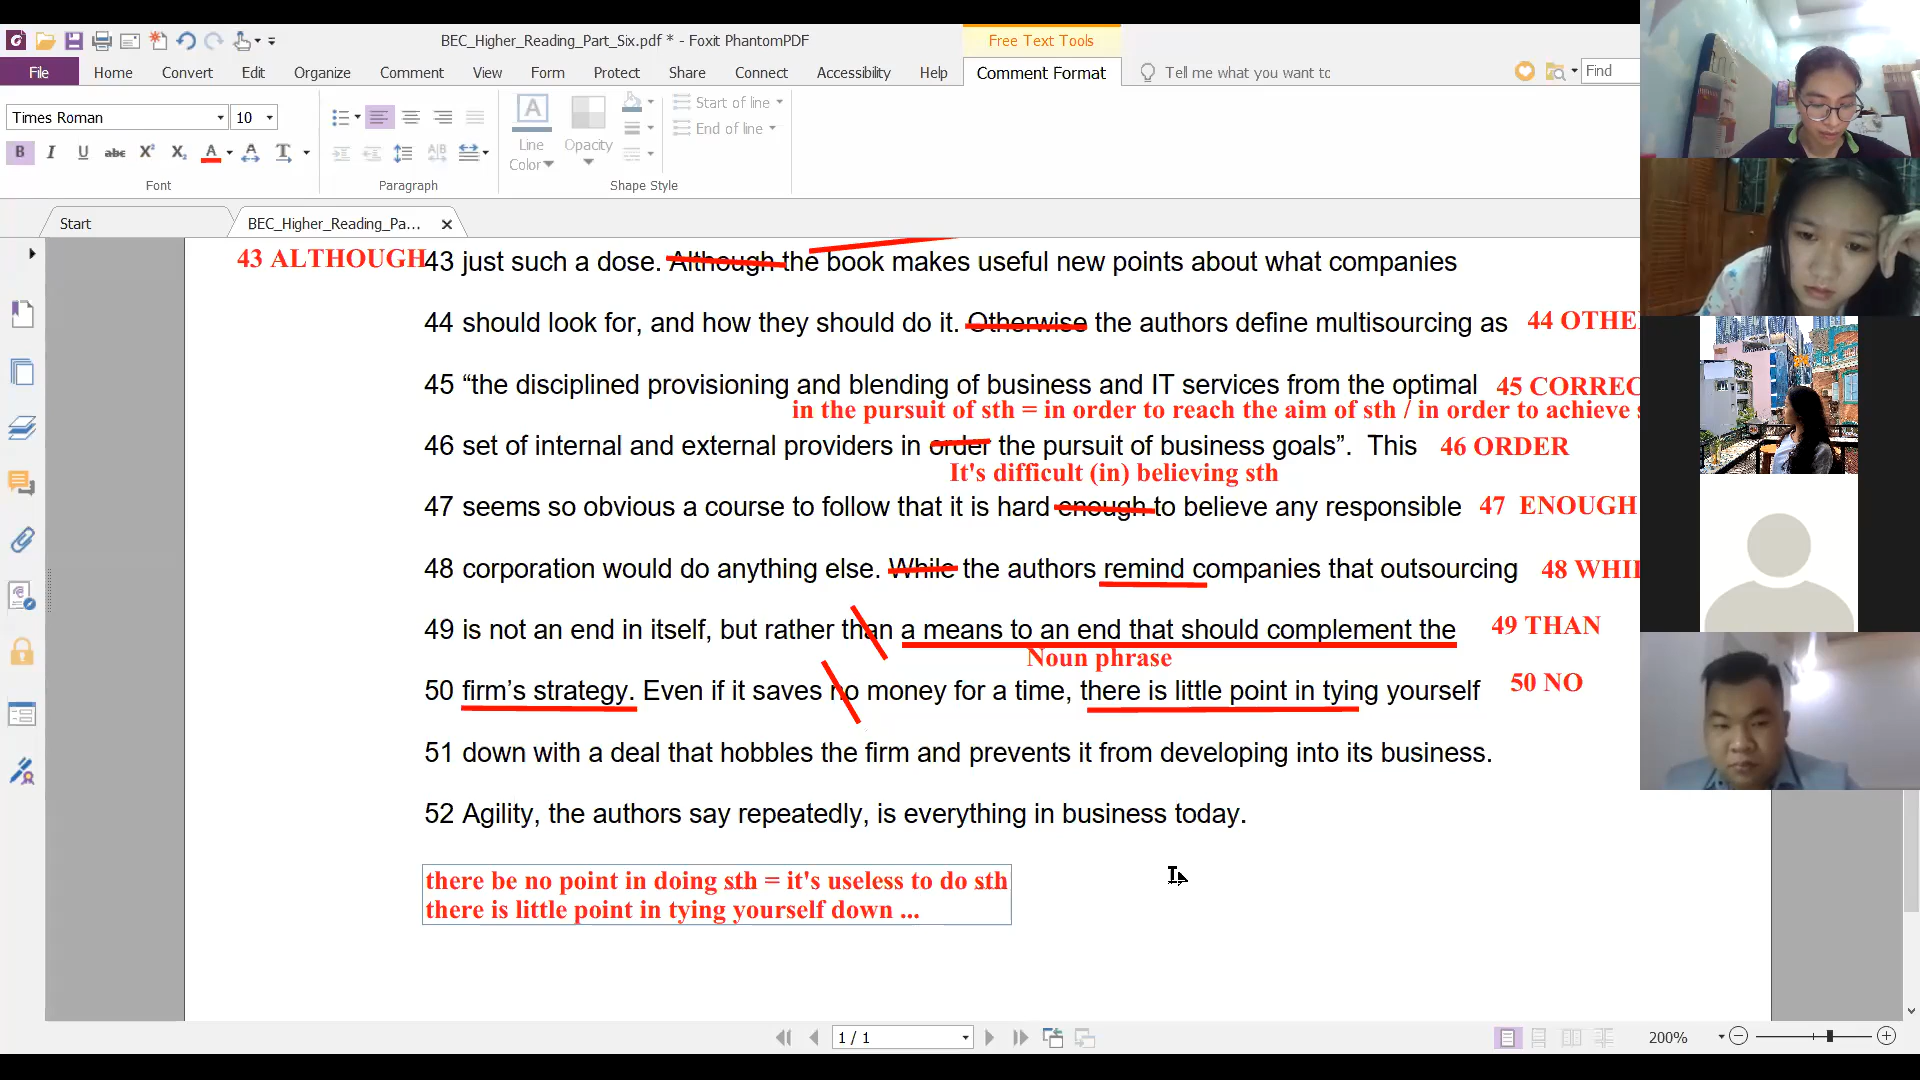 BEC_Higher_Reading_Part_Six.pdf * - Foxit PhantomPDF
Free Text Tools
File Home Convert Edit Organize Comment View Form Protect Share Connect Accessibility Help Comment Format Tell me what you want to Find
Times Roman 10
Start of line
End of line
Line Color
Opacity
B I U abc X² X₂ A A T
Font Paragraph Shape Style
Start BEC_Higher_Reading_Pa...
43 ALTHOUGH 43 just such a dose. Although the book makes useful new points about what companies
44 should look for, and how they should do it. Otherwise the authors define multisourcing as 44 OTHE
45 “the disciplined provisioning and blending of business and IT services from the optimal 45 CORREC
in the pursuit of sth = in order to reach the aim of sth / in order to achieve s
46 set of internal and external providers in order the pursuit of business goals”. This 46 ORDER
It's difficult (in) believing sth
47 seems so obvious a course to follow that it is hard enough to believe any responsible 47 ENOUGH
48 corporation would do anything else. While the authors remind companies that outsourcing 48 WHI
49 is not an end in itself, but rather than a means to an end that should complement the 49 THAN
Noun phrase
50 firm’s strategy. Even if it saves no money for a time, there is little point in tying yourself 50 NO
51 down with a deal that hobbles the firm and prevents it from developing into its business.
52 Agility, the authors say repeatedly, is everything in business today.
there be no point in doing sth = it's useless to do sth
there is little point in tying yourself down ...
1 / 1
200%